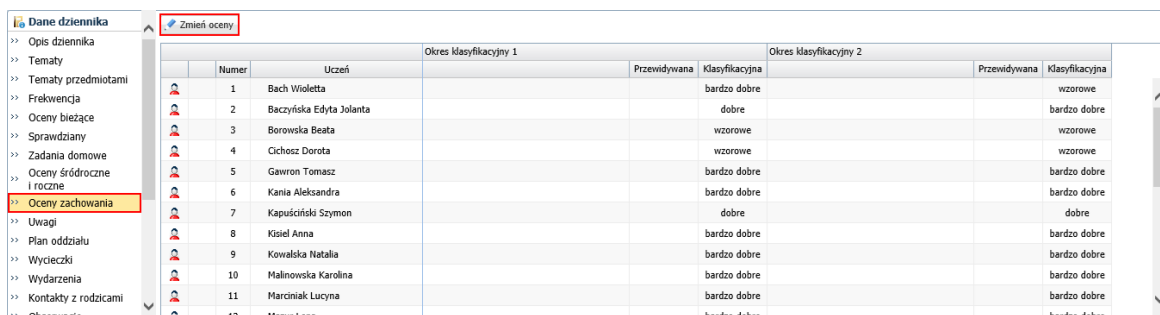 Dane dziennika
Opis dziennika
Tematy
Tematy przedmiotami
Frekwencja
Oceny bieżące
Sprawdziany
Zadania domowe
Oceny śródroczne
i roczne
Oceny zachowania
Uwagi
Plan oddziału
Wycieczki
Wydarzenia
Kontakty z rodzicami
Zmień oceny
Okres klasyfikacyjny 1 Okres klasyfikacyjny 2
Numer Uczeń Przewidywana Klasyfikacyjna Przewidywana Klasyfikacyjna
1 Bach Wioletta bardzo dobre wzorowe
2 Baczyńska Edyta Jolanta dobre bardzo dobre
3 Borowska Beata wzorowe wzorowe
4 Cichosz Dorota wzorowe wzorowe
5 Gawron Tomasz bardzo dobre bardzo dobre
6 Kania Aleksandra bardzo dobre bardzo dobre
7 Kapuściński Szymon dobre dobre
8 Kisiel Anna bardzo dobre bardzo dobre
9 Kowalska Natalia bardzo dobre bardzo dobre
10 Malinowska Karolina bardzo dobre bardzo dobre
11 Marciniak Lucyna bardzo dobre bardzo dobre